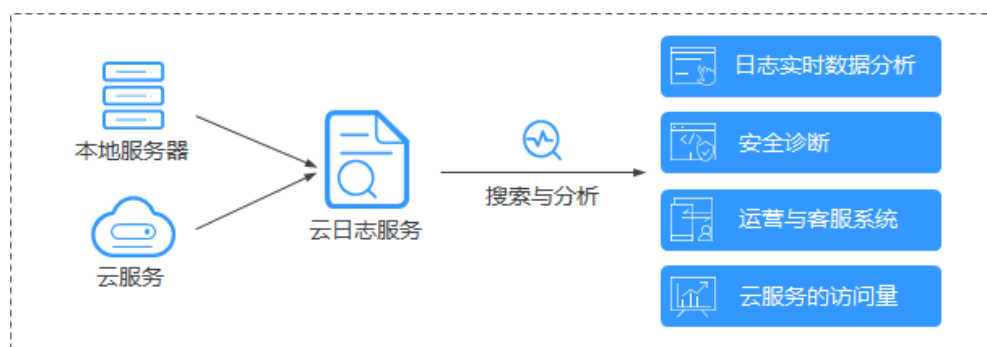 本地服务器
云服务
云日志服务
搜索与分析
日志实时数据分析
安全诊断
运营与客服系统
云服务的访问量